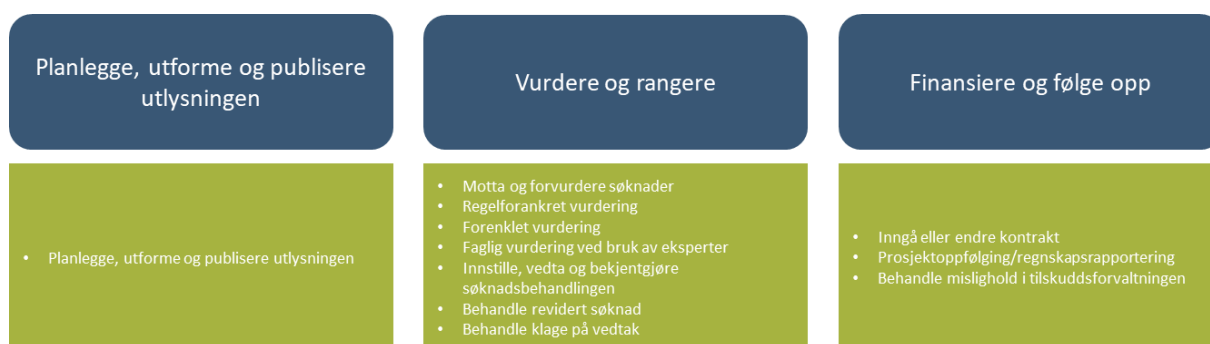 Planlegge, utforme og publisere
utlysningen
• Planlegge, utforme og publisere utlysningen
Vurdere og rangere
• Motta og forvurdere søknader
• Regelforankret vurdering
• Forenklet vurdering
• Faglig vurdering ved bruk av eksperter
• Innstille, vedta og bekjentgjøre
søknadsbehandlingen
• Behandle revidert søknad
• Behandle klage på vedtak
Finansiere og følge opp
• Inngå eller endre kontrakt
• Prosjektoppfølging/regnskapsrapportering
• Behandle mislighold i tilskuddsforvaltningen